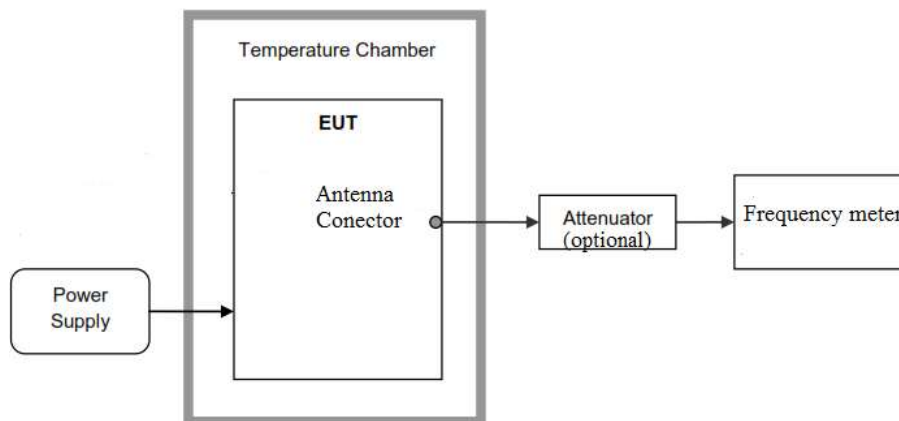 Temperature Chamber
EUT
Antenna
Conector
Attenuator
(optional)
Frequency meter
Power
Supply